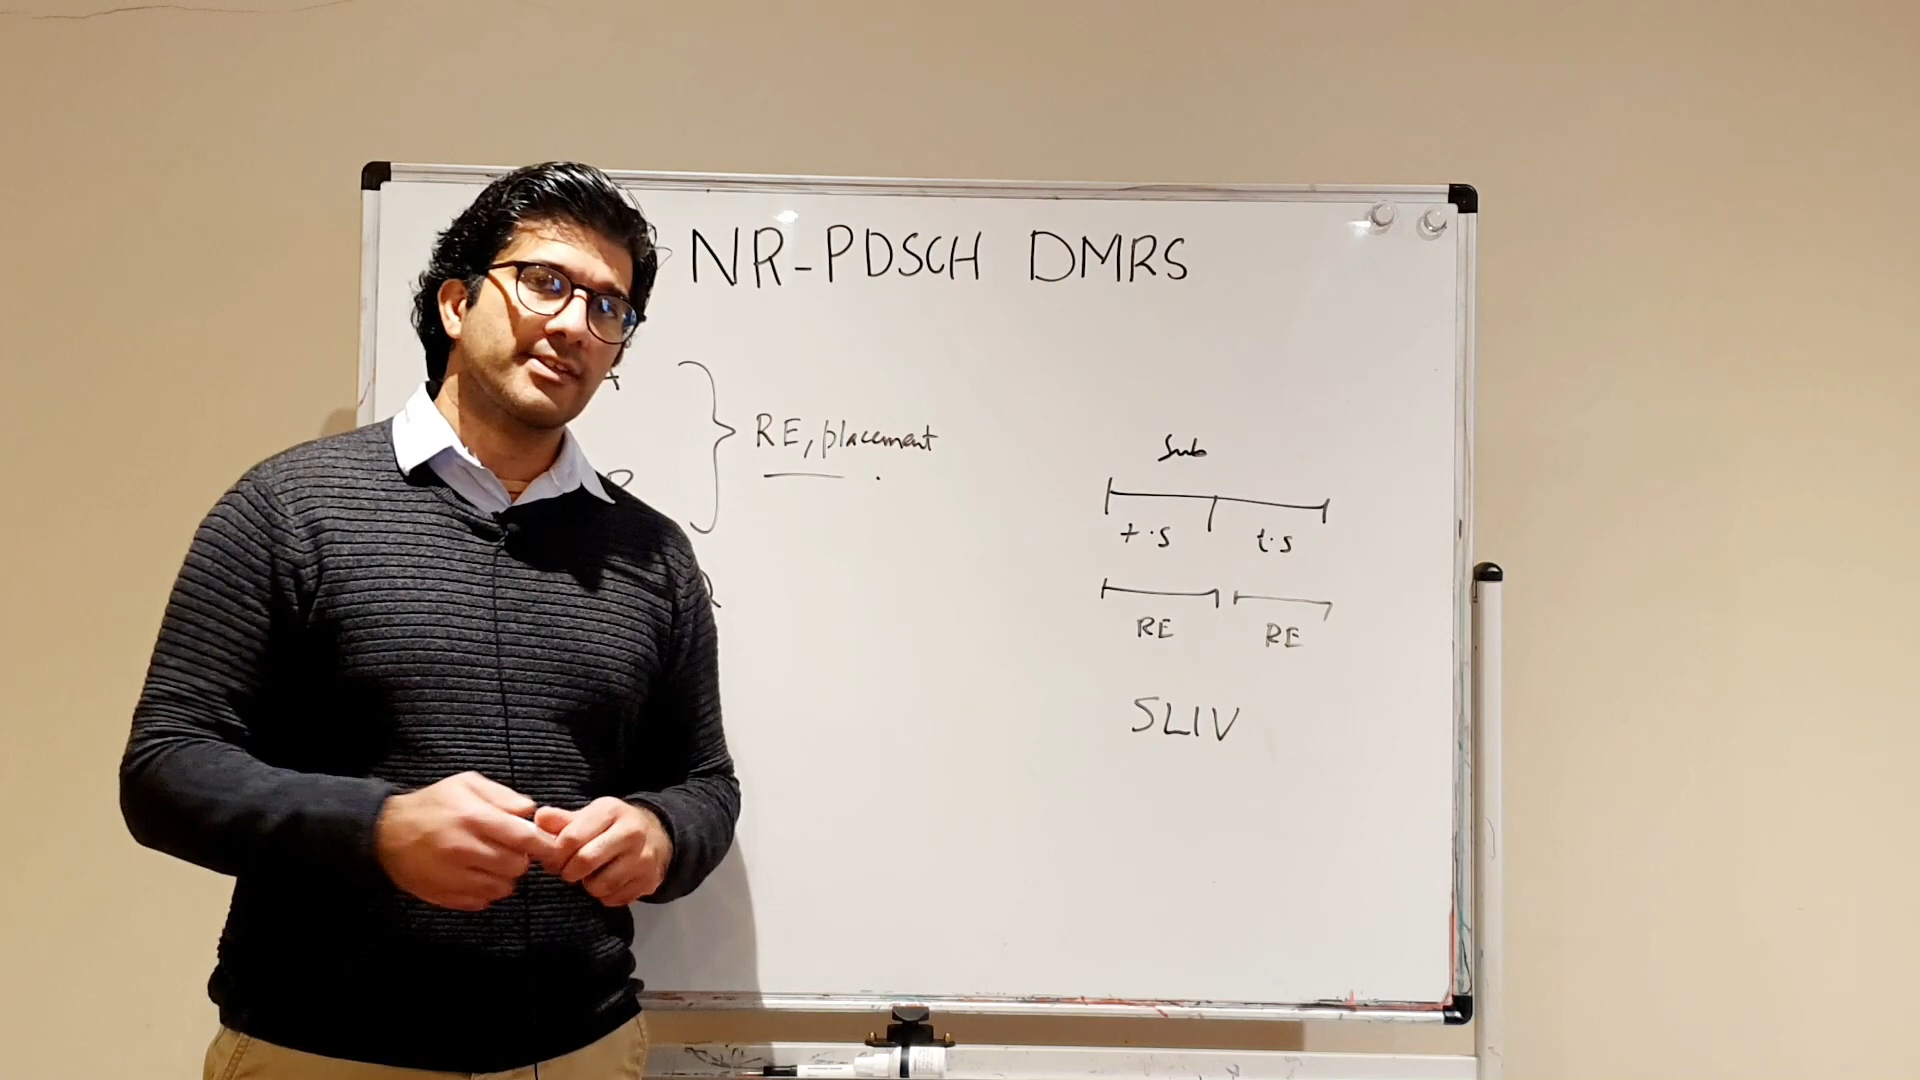 NR-PDSCH DMRS
RE, placement
Sub
t.s t.s
RE RE
SLIV